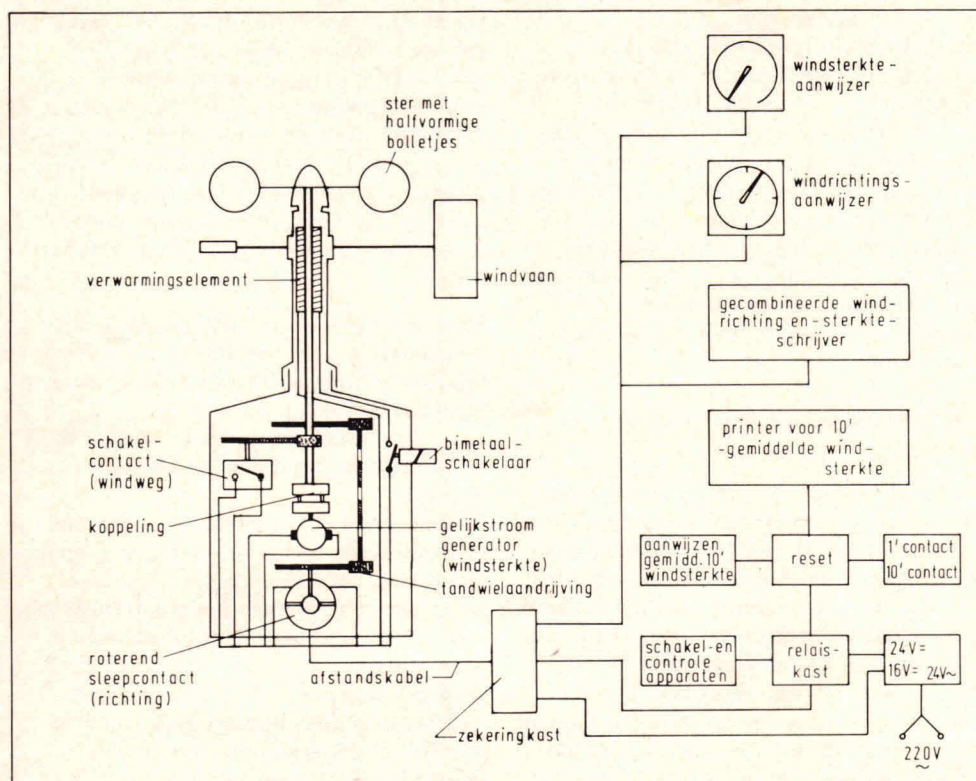 ster met
halfvormige
bolletjes
verwarmingselement
windvaan
schakel-
contact
(windweg)
koppeling
bimetaal-
schakelaar
gelijkstroom
generator
(windsterkte)
tandwielaandrijving
roterend
sleepcontact
(richting)
afstandskabel
zekeringkast
windsterkte-
aanwijzer
windrichtings-
aanwijzer
gecombineerde wind-
richting en-sterkte-
schrijver
printer voor 10'
-gemiddelde wind-
sterkte
aanwijzen
gemidd. 10'
windsterkte
reset
1' contact
10' contact
schakel-en
controle
apparaten
relais-
kast
24V=
16V= 24V~
220V
~